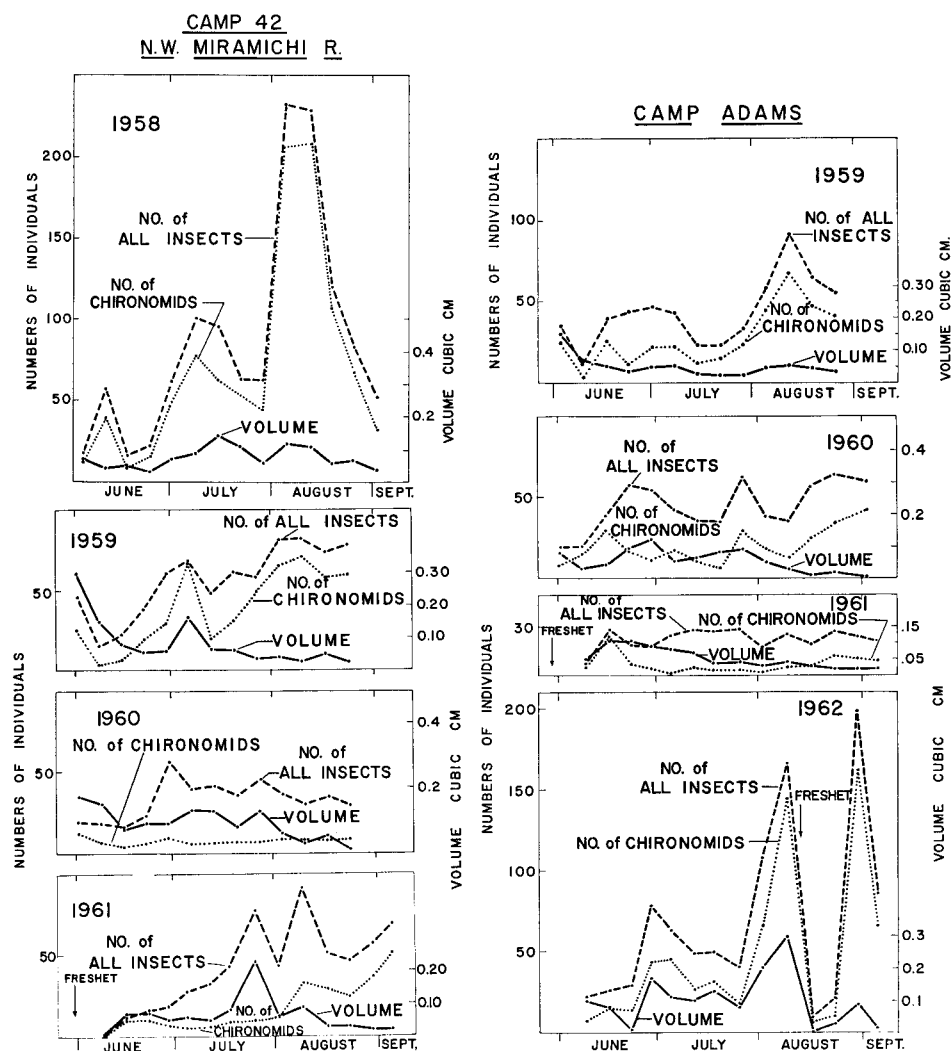 CAMP 42
N.W. MIRAMICHI R.
1958
200
150
100
50
NUMBERS OF INDIVIDUALS
NO. of
ALL INSECTS
NO. of
CHIRONOMIDS
VOLUME
0.4
0.2
VOLUME CUBIC CM
JUNE JULY AUGUST SEPT.
1959
NO. of ALL INSECTS
NO. of
CHIRONOMIDS
VOLUME
50
0.30
0.20
0.10
NUMBERS OF INDIVIDUALS
VOLUME CUBIC CM
1960
NO. of CHIRONOMIDS
NO. of
ALL INSECTS
VOLUME
50
0.4
0.2
1961
NO. of
ALL INSECTS
50
FRESHET
NO. of
CHIRONOMIDS
VOLUME
0.20
0.10
JUNE JULY AUGUST SEPT.
CAMP ADAMS
1959
NO. of ALL
INSECTS
NO. of
CHIRONOMIDS
VOLUME
100
50
NUMBERS OF INDIVIDUALS
0.30
0.20
0.10
VOLUME CUBIC CM.
JUNE JULY AUGUST SEPT.
1960
NO. of
ALL INSECTS
NO. of
CHIRONOMIDS
VOLUME
50
0.4
0.2
1961
NO. of
ALL INSECTS
NO. of CHIRONOMIDS
30
FRESHET
VOLUME
0.15
.05
1962
200
150
100
50
NUMBERS OF INDIVIDUALS
NO. of
ALL INSECTS
FRESHET
NO. of CHIRONOMIDS
VOLUME
0.3
0.2
0.1
VOLUME CUBIC CM
JUNE JULY AUGUST SEPT.